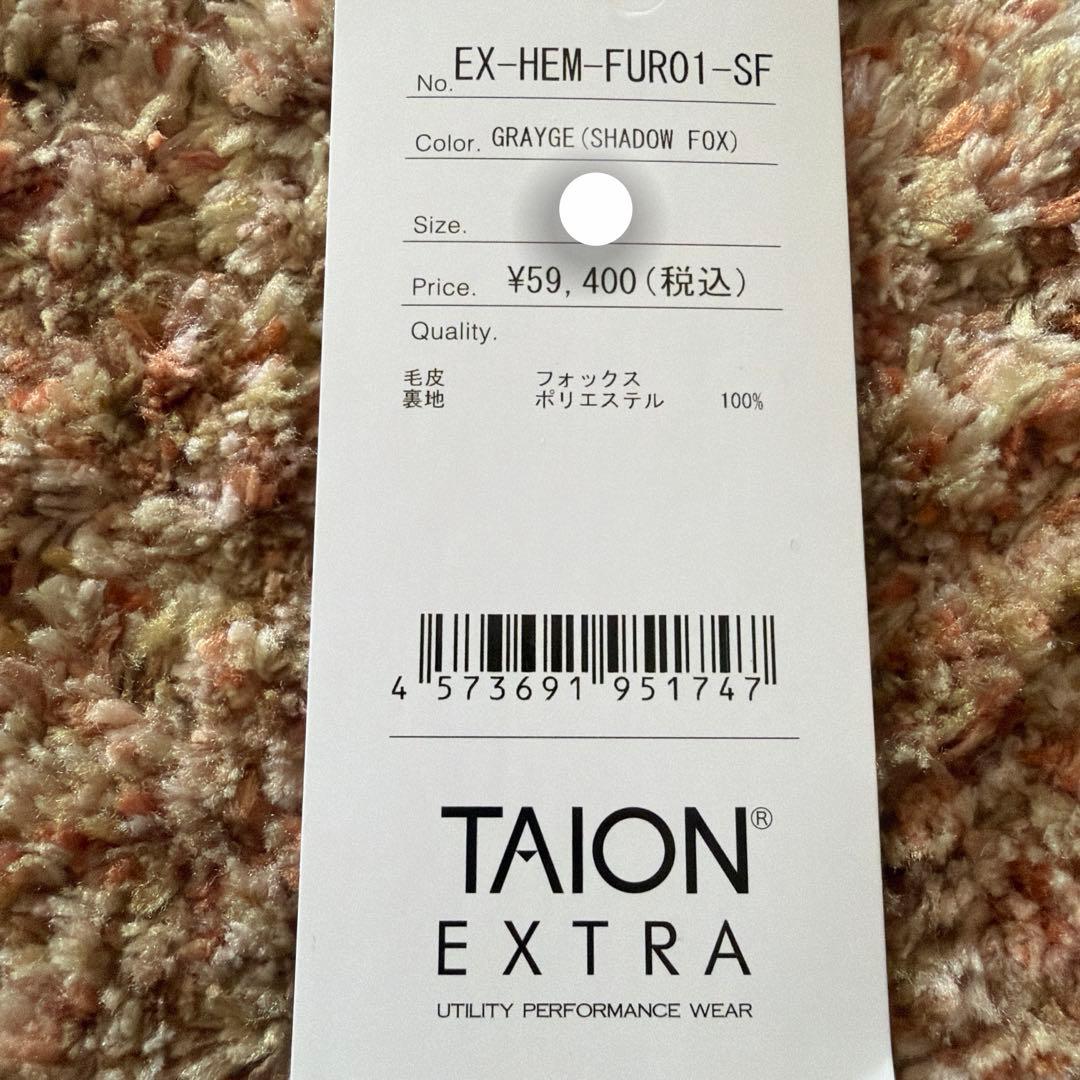 No. EX-HEM-FUR01-SF
Color. GRAYGE(SHADOW FOX)
Size.
Price. ¥59,400(税込)
Quality.
毛皮 フォックス
裏地 ポリエステル 100%
4 573691 951747
TAION®
EXTRA
UTILITY PERFORMANCE WEAR